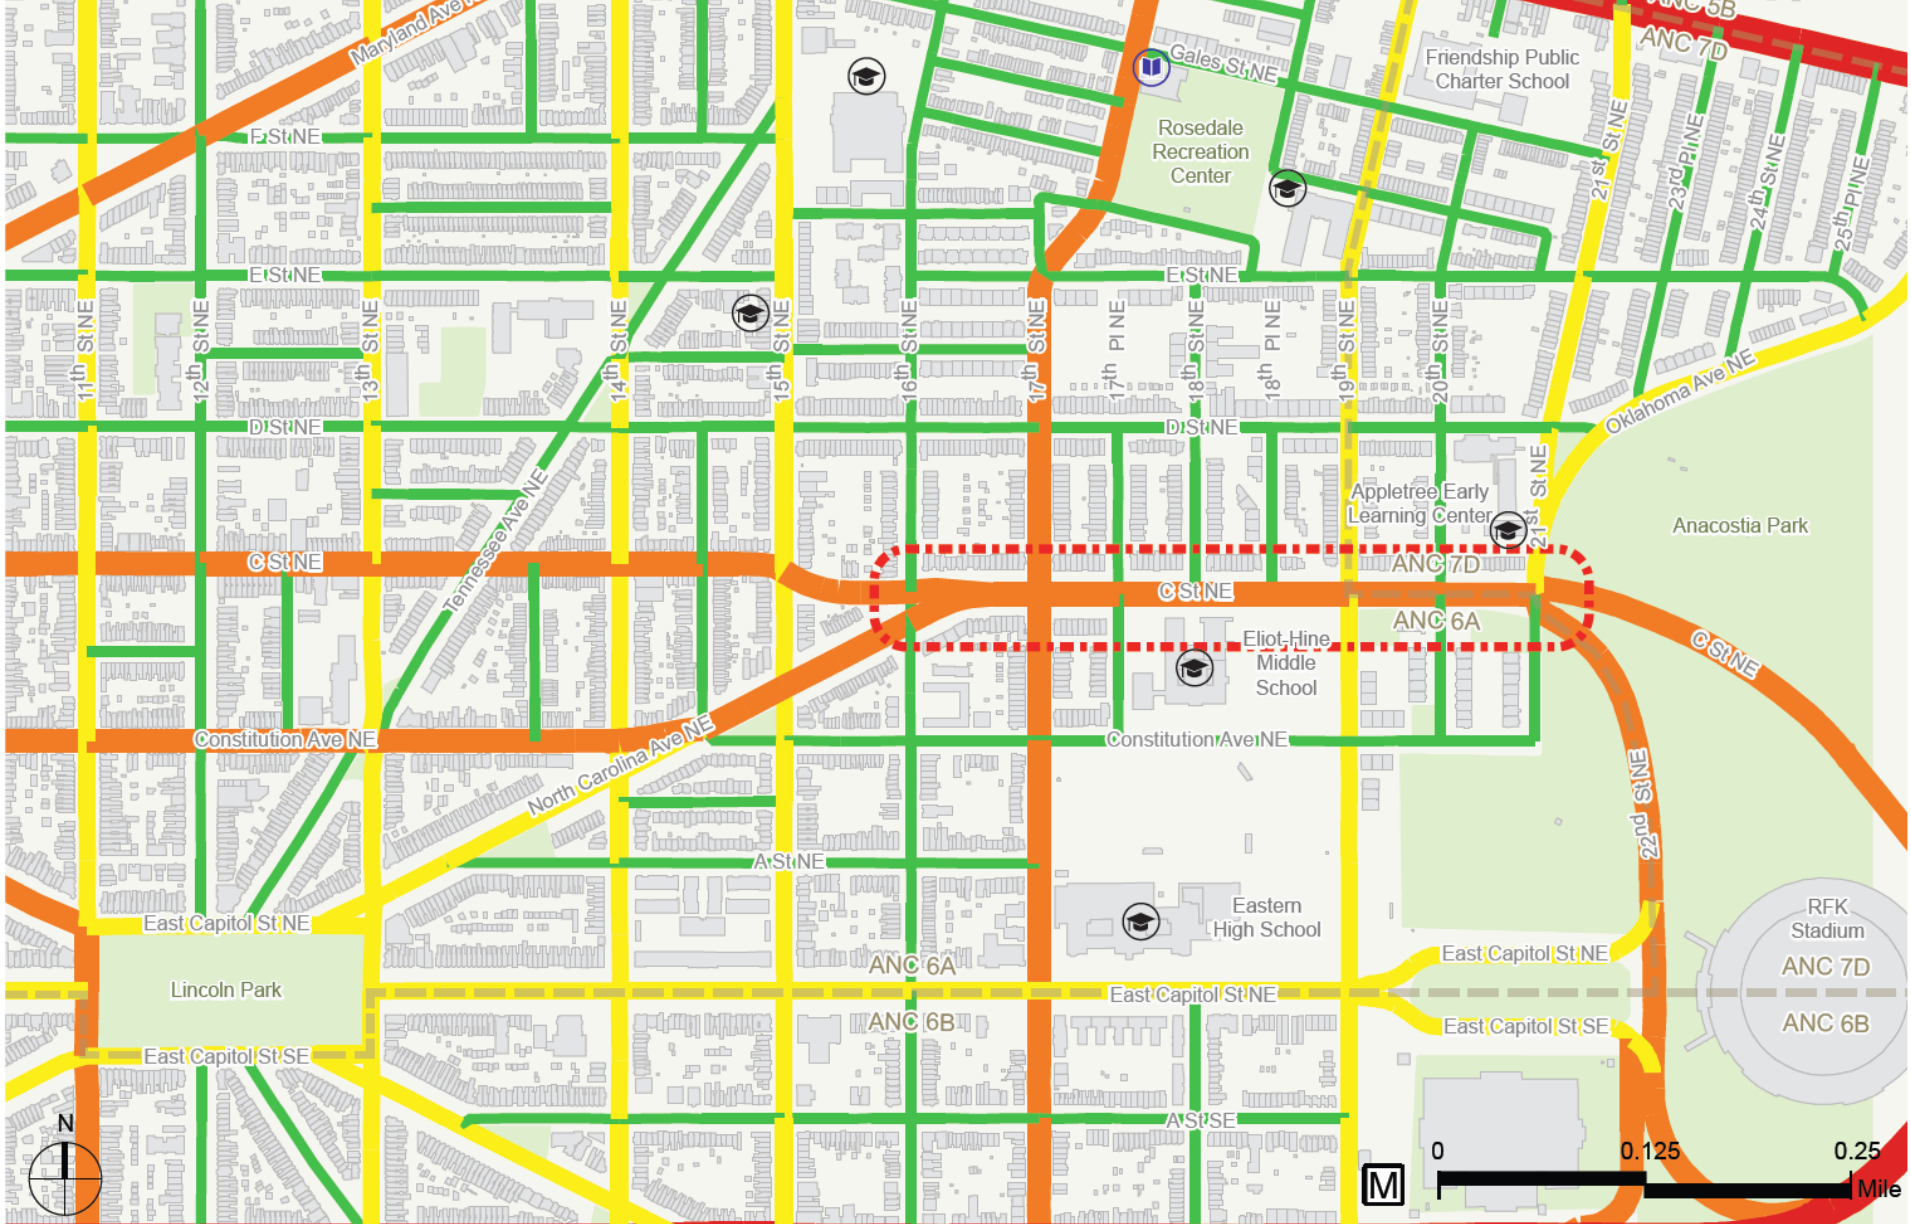 Maryland Ave N
ANC 5B
ANC 7D
Gales St NE
Friendship Public
Charter School
F St NE
Rosedale
Recreation
Center
21st St NE
23rd Pl NE
24th St NE
25th Pl NE
E St NE
E St NE
11th St NE
12th St NE
13th St NE
14th St NE
15th St NE
16th St NE
17th St NE
17th Pl NE
18th St NE
18th Pl NE
19th St NE
20th St NE
Oklahoma Ave NE
D St NE
D St NE
Tennessee Ave NE
21st St NE
Appletree Early
Learning Center
Anacostia Park
C St NE
ANC 7D
C St NE
ANC 6A
Eliot-Hine
Middle
School
C St NE
Constitution Ave NE
North Carolina Ave NE
Constitution Ave NE
22nd St NE
A St NE
East Capitol St NE
Eastern
High School
RFK
Stadium
East Capitol St NE
ANC 6A
ANC 7D
Lincoln Park
East Capitol St NE
ANC 6B
East Capitol St SE
ANC 6B
East Capitol St SE
A St SE
N
M
0 0.125 0.25
Mile